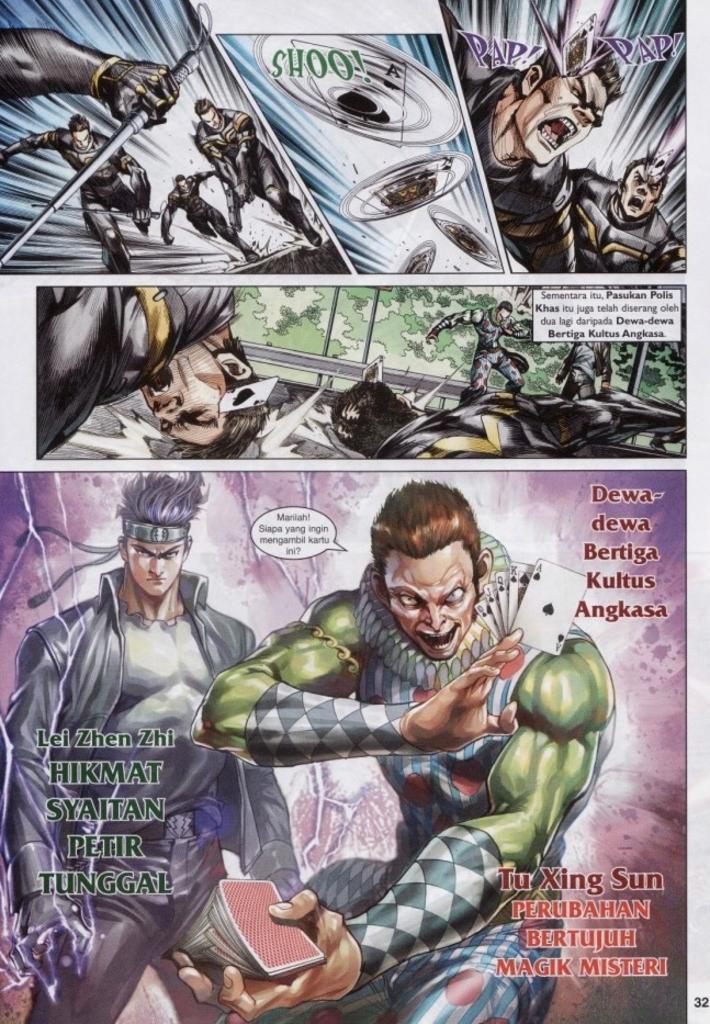 SHOO!
PAP!
PAP!
Sementara itu, Pasukan Polis
Khas itu juga telah diserang oleh
dua lagi daripada Dewa-dewa
Bertiga Kultus Angkasa.
Mariiah!
Siapa yang ingin
mengambil kartu
ini?
Dewa-
dewa
Bertiga
Kultus
Angkasa
Lei Zhen Zhi
HIKMAT
SYAITAN
PETIR
TUNGGAL
Tu Xing Sun
PERUBAHAN
BERTUJUH
MAGIK MISTERI
32